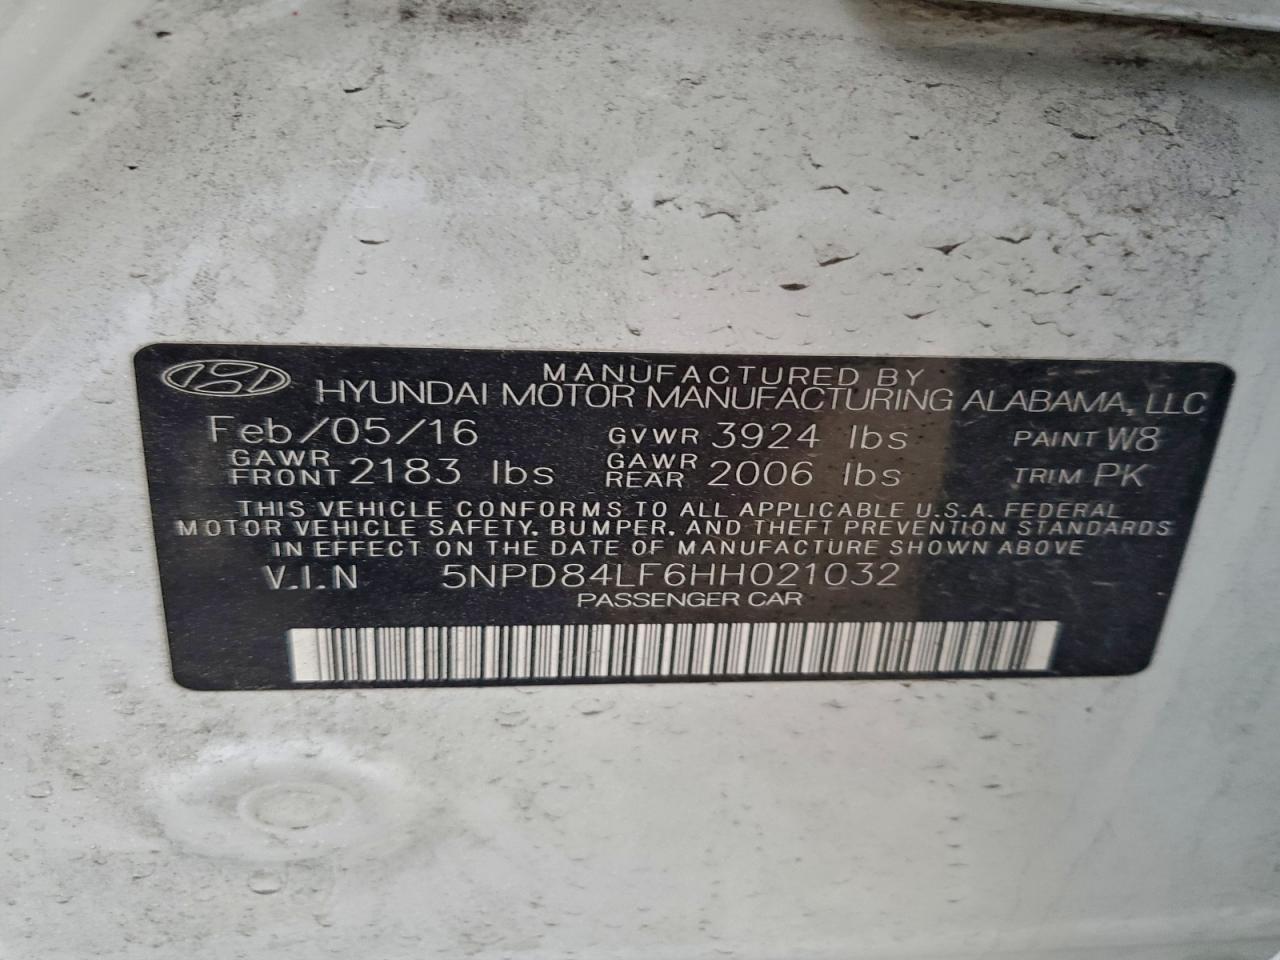 MANUFACTURED BY
HYUNDAI MOTOR MANUFACTURING ALABAMA, LLC
Feb/05/16 GVWR 3924 lbs PAINT W8
GAWR FRONT 2183 lbs GAWR REAR 2006 lbs TRIM PK
THIS VEHICLE CONFORMS TO ALL APPLICABLE U.S.A. FEDERAL
MOTOR VEHICLE SAFETY, BUMPER, AND THEFT PREVENTION STANDARDS
IN EFFECT ON THE DATE OF MANUFACTURE SHOWN ABOVE
V.I.N 5NPD84LF6HH021032
PASSENGER CAR